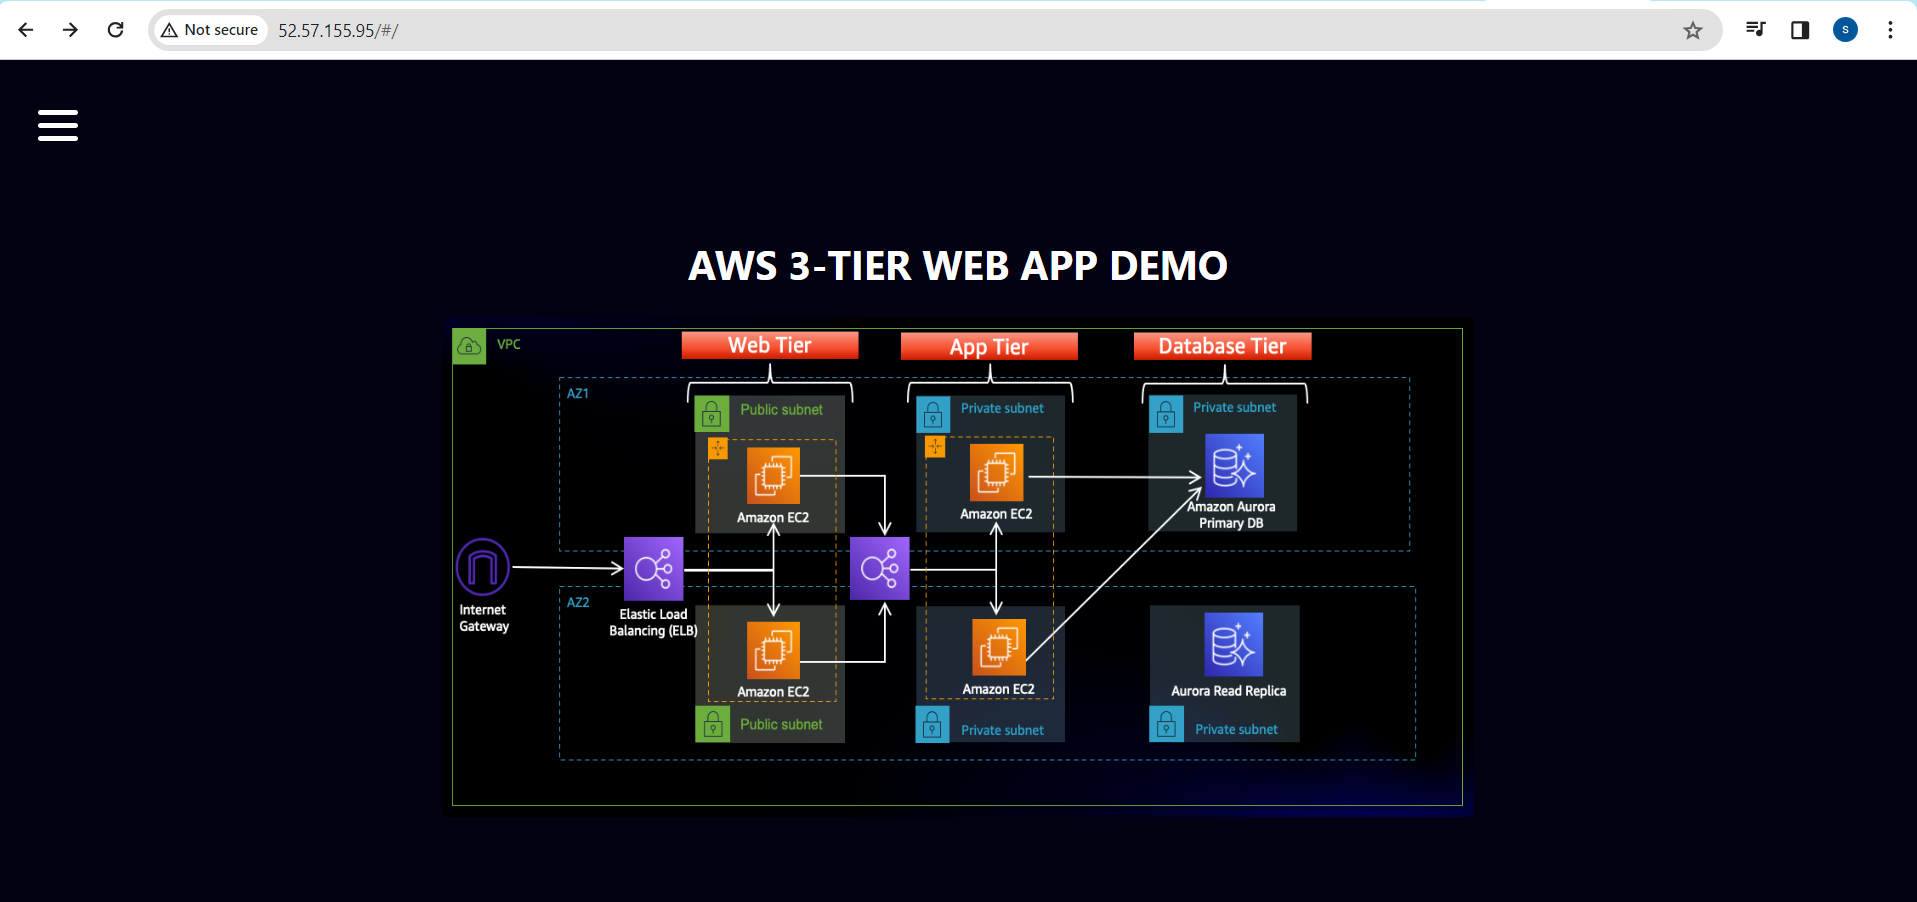 Not secure
52.57.155.95/#/
S
AWS 3-TIER WEB APP DEMO
VPC
Web Tier
App Tier
Database Tier
AZ1
Public subnet
Private subnet
Private subnet
Amazon EC2
Amazon EC2
Amazon Aurora
Primary DB
Internet
Gateway
Elastic Load
Balancing (ELB)
AZ2
Amazon EC2
Amazon EC2
Aurora Read Replica
Public subnet
Private subnet
Private subnet